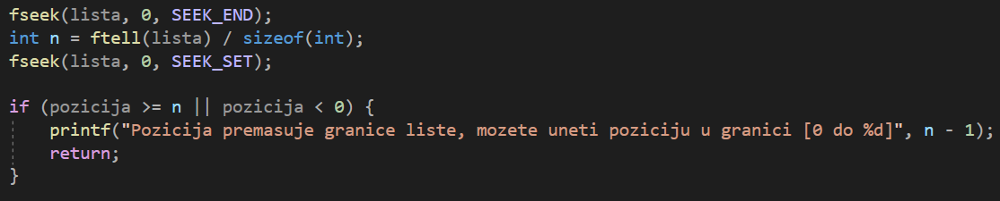 fseek(lista, 0, SEEK_END);
int n = ftell(lista) / sizeof(int);
fseek(lista, 0, SEEK_SET);
if (pozicija >= n || pozicija < 0) {
printf("Pozicija premasuje granice liste, mozete uneti poziciju u granici [0 do %d]", n - 1);
return;
}